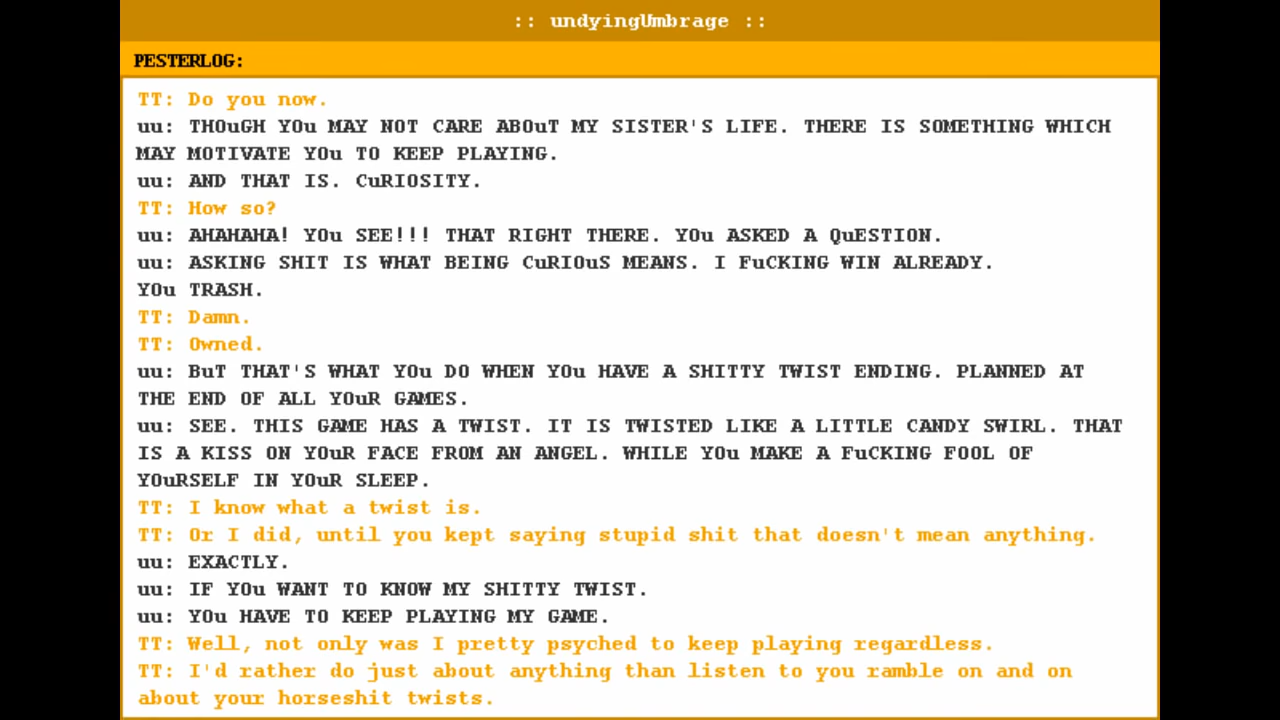 :: undyingUmbrage ::
PESTERLOG:
TT: Do you now.
uu: THOuGH YOu MAY NOT CARE ABOuT MY SISTER'S LIFE. THERE IS SOMETHING WHICH
MAY MOTIVATE YOu TO KEEP PLAYING.
uu: AND THAT IS. CuRIOSITY.
TT: How so?
uu: AHAHAHA! YOu SEE!!! THAT RIGHT THERE. YOu ASKED A QuESTION.
uu: ASKING SHIT IS WHAT BEING CuRIOuS MEANS. I FuCKING WIN ALREADY.
YOu TRASH.
TT: Damn.
TT: Owned.
uu: BuT THAT'S WHAT YOu DO WHEN YOu HAVE A SHITTY TWIST ENDING. PLANNED AT
THE END OF ALL YOuR GAMES.
uu: SEE. THIS GAME HAS A TWIST. IT IS TWISTED LIKE A LITTLE CANDY SWIRL. THAT
IS A KISS ON YOuR FACE FROM AN ANGEL. WHILE YOu MAKE A FuCKING FOOL OF
YOuRSELF IN YOuR SLEEP.
TT: I know what a twist is.
TT: Or I did, until you kept saying stupid shit that doesn't mean anything.
uu: EXACTLY.
uu: IF YOu WANT TO KNOW MY SHITTY TWIST.
uu: YOu HAVE TO KEEP PLAYING MY GAME.
TT: Well, not only was I pretty psyched to keep playing regardless.
TT: I'd rather do just about anything than listen to you ramble on and on
about your horseshit twists.